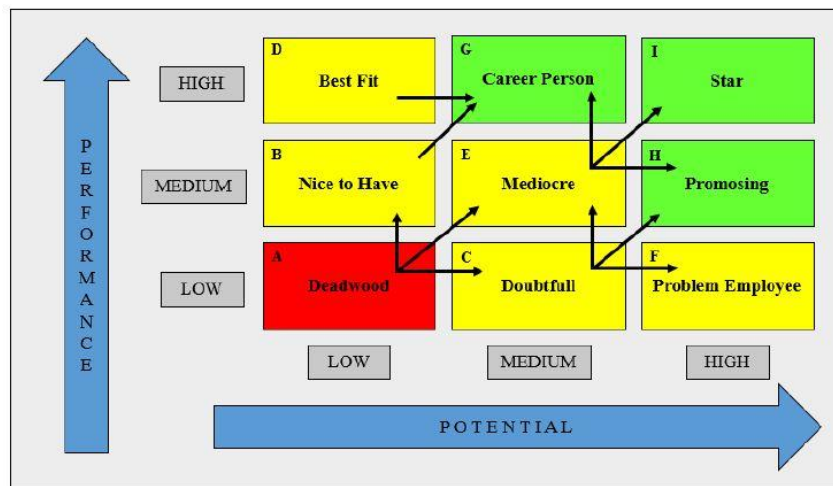 PERFORMANCE
HIGH
D
Best Fit
G
Career Person
I
Star
MEDIUM
B
Nice to Have
E
Mediocre
H
Promosing
LOW
A
Deadwood
C
Doubtfull
F
Problem Employee
LOW
MEDIUM
HIGH
POTENTIAL